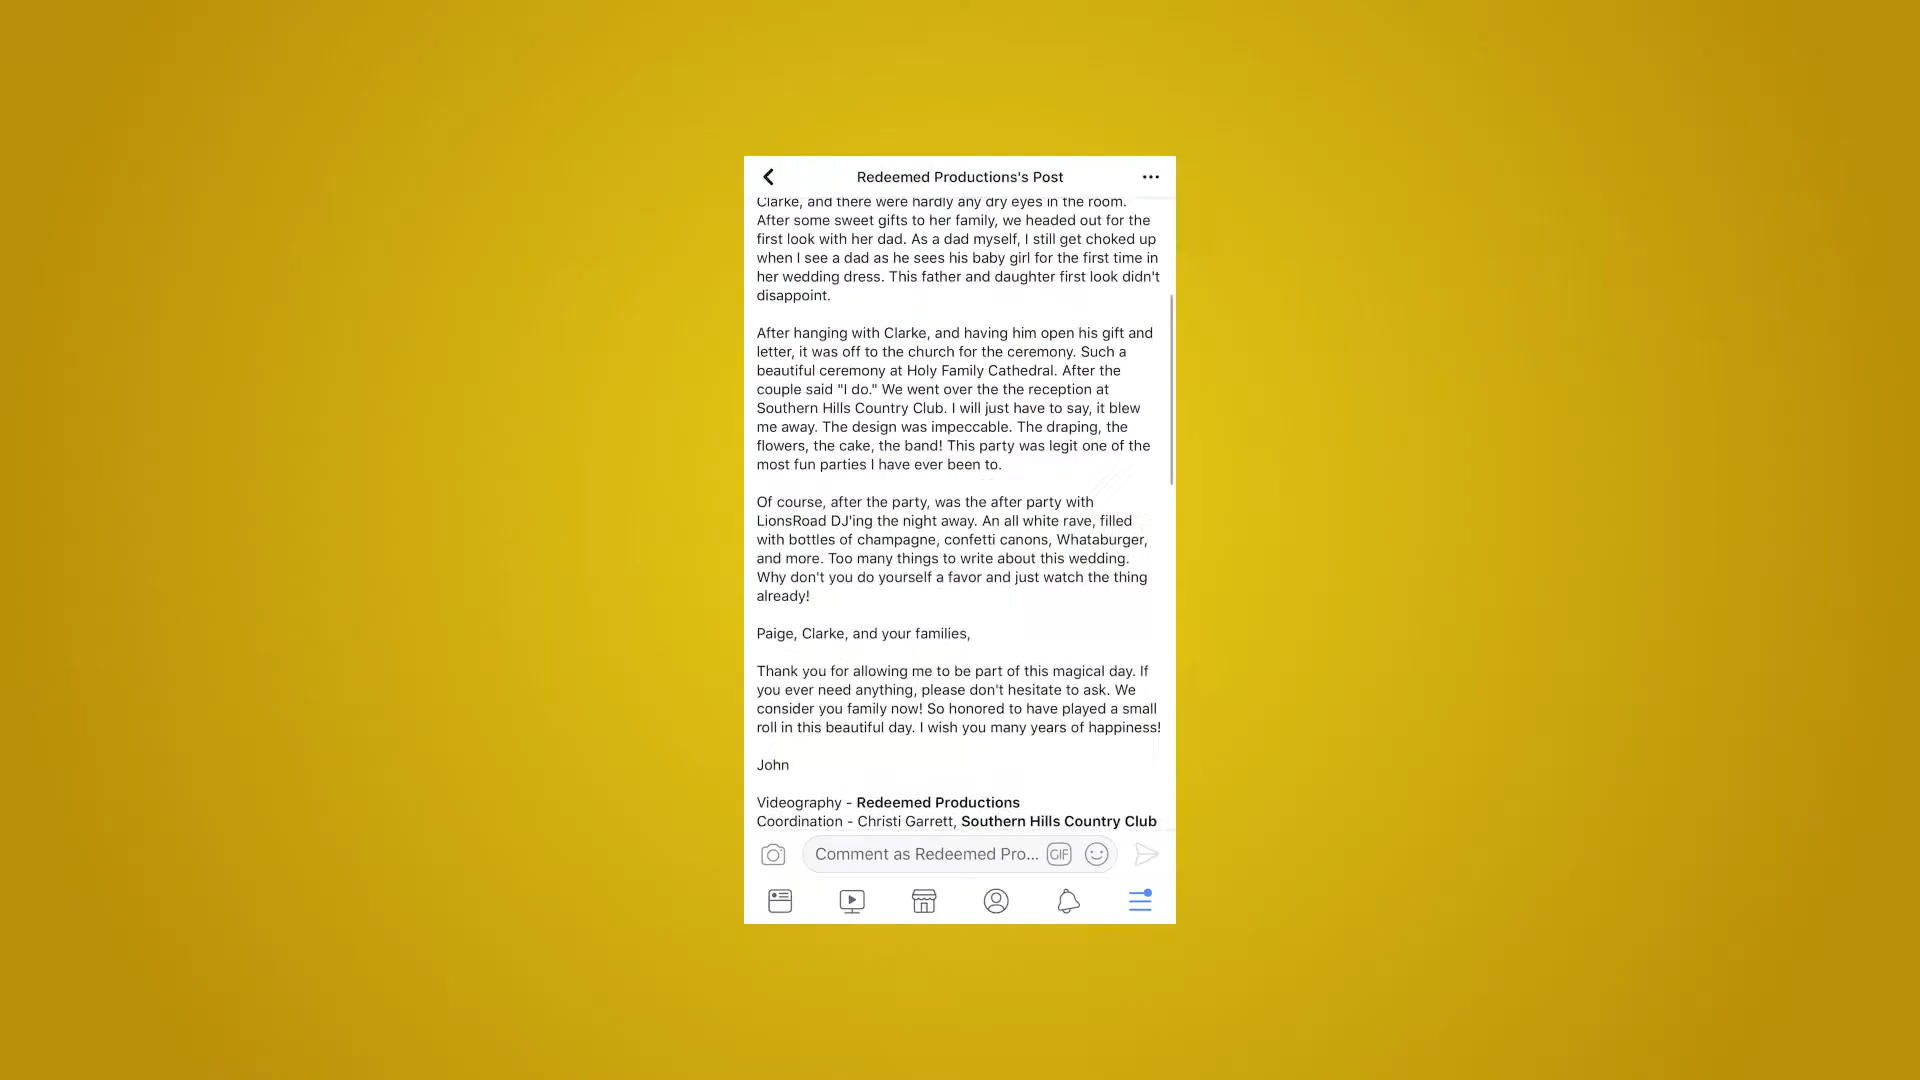 Redeemed Productions's Post
Clarke, and there were hardly any dry eyes in the room.
After some sweet gifts to her family, we headed out for the
first look with her dad. As a dad myself, I still get choked up
when I see a dad as he sees his baby girl for the first time in
her wedding dress. This father and daughter first look didn't
disappoint.
After hanging with Clarke, and having him open his gift and
letter, it was off to the church for the ceremony. Such a
beautiful ceremony at Holy Family Cathedral. After the
couple said "I do." We went over the the reception at
Southern Hills Country Club. I will just have to say, it blew
me away. The design was impeccable. The draping, the
flowers, the cake, the band! This party was legit one of the
most fun parties I have ever been to.
Of course, after the party, was the after party with
LionsRoad DJ'ing the night away. An all white rave, filled
with bottles of champagne, confetti canons, Whataburger,
and more. Too many things to write about this wedding.
Why don't you do yourself a favor and just watch the thing
already!
Paige, Clarke, and your families,
Thank you for allowing me to be part of this magical day. If
you ever need anything, please don't hesitate to ask. We
consider you family now! So honored to have played a small
roll in this beautiful day. I wish you many years of happiness!
John
Videography - Redeemed Productions
Coordination - Christi Garrett, Southern Hills Country Club
Comment as Redeemed Pro... GIF